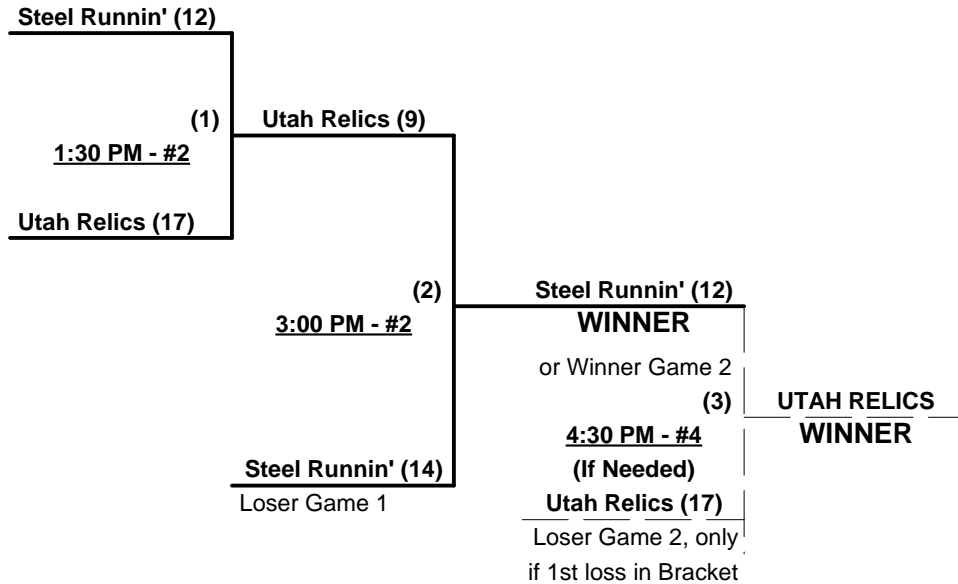 Steel Runnin' (12)
(1)
Utah Relics (9)
1:30 PM - #2
Utah Relics (17)
(2)
Steel Runnin' (12)
3:00 PM - #2
WINNER
or Winner Game 2
(3)
UTAH RELICS
4:30 PM - #4
WINNER
(If Needed)
Steel Runnin' (14)
Loser Game 1
Utah Relics (17)
Loser Game 2, only
if 1st loss in Bracket